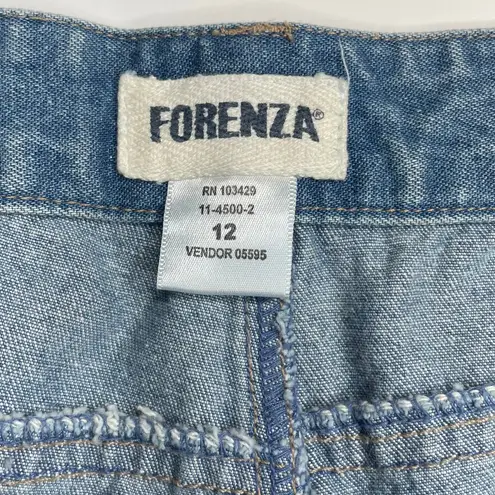 FORENZA®
RN 103429
11-4500-2
12
VENDOR 05595